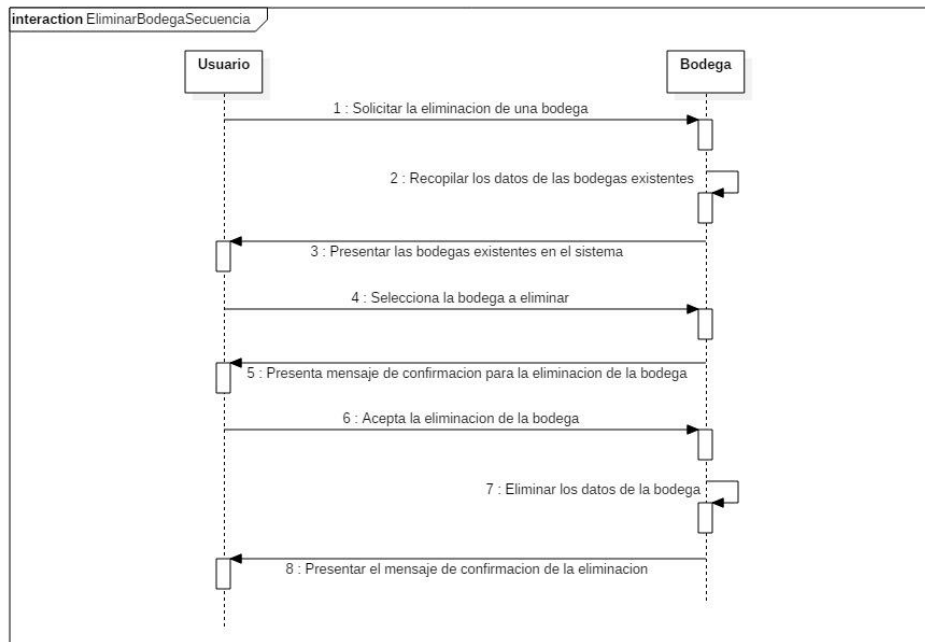 interaction EliminarBodegaSecuencia
Usuario
Bodega
1 : Solicitar la eliminacion de una bodega
2 : Recopilar los datos de las bodegas existentes
3 : Presentar las bodegas existentes en el sistema
4 : Selecciona la bodega a eliminar
5 : Presenta mensaje de confirmacion para la eliminacion de la bodega
6 : Acepta la eliminacion de la bodega
7 : Eliminar los datos de la bodega
8 : Presentar el mensaje de confirmacion de la eliminacion